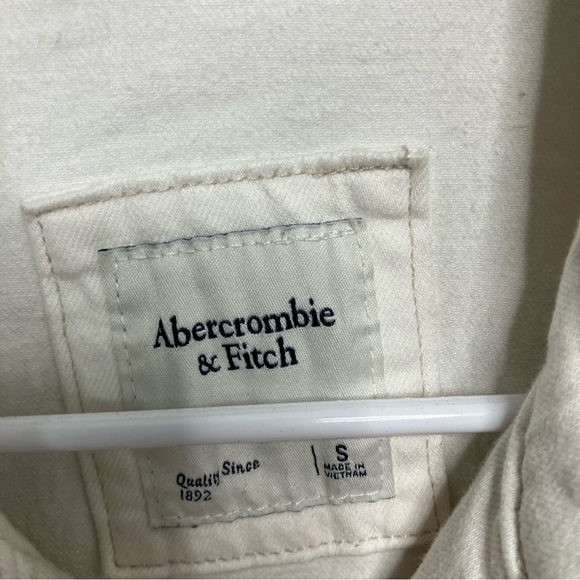 Abercrombie
& Fitch
Quality Since
1892
S
MADE IN
VIETNAM